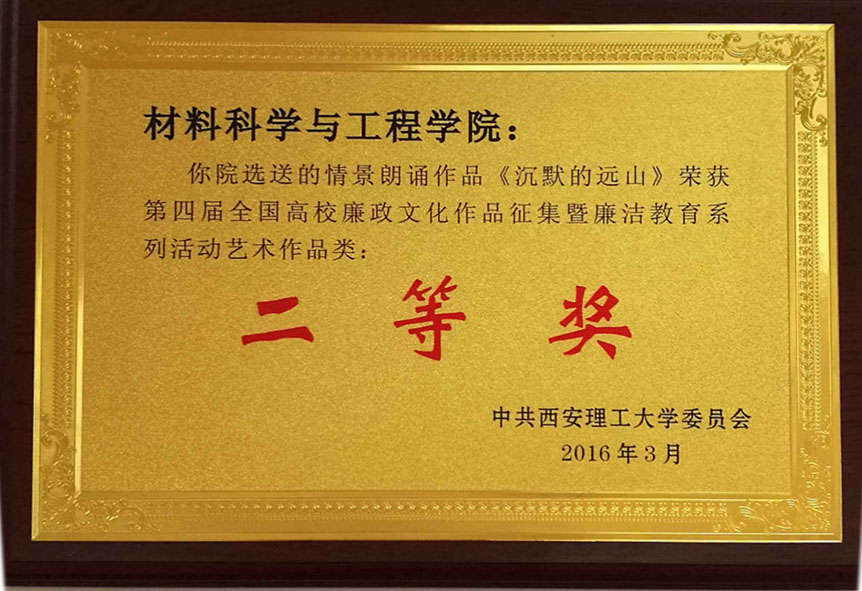 材料科学与工程学院：
你院选送的情景朗诵作品《沉默的远山》荣获
第四届全国高校廉政文化作品征集暨廉洁教育系
列活动艺术作品类：
二等奖
中共西安理工大学委员会
2016年3月